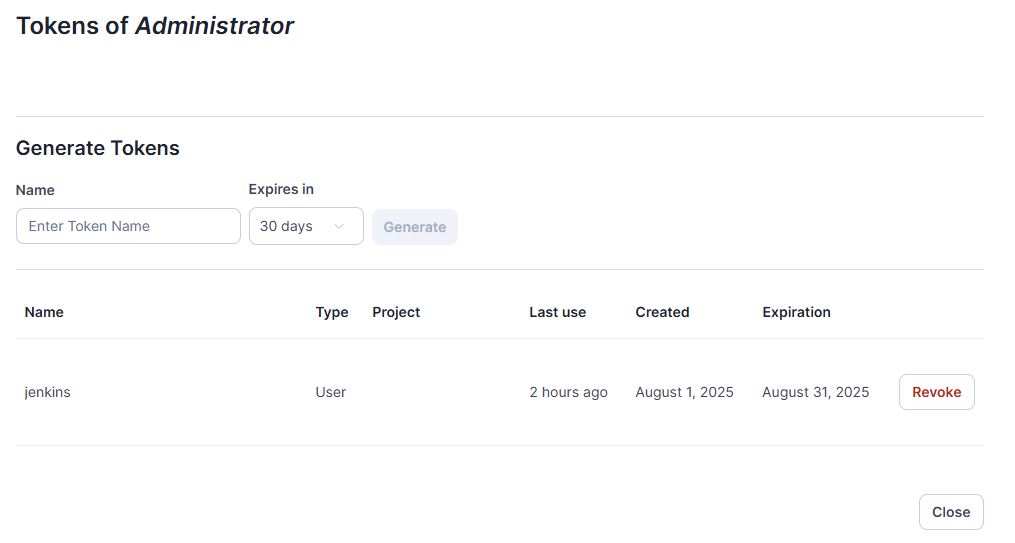 Tokens of Administrator
Generate Tokens
Name Expires in
Enter Token Name 30 days Generate
Name Type Project Last use Created Expiration
jenkins User 2 hours ago August 1, 2025 August 31, 2025 Revoke
Close